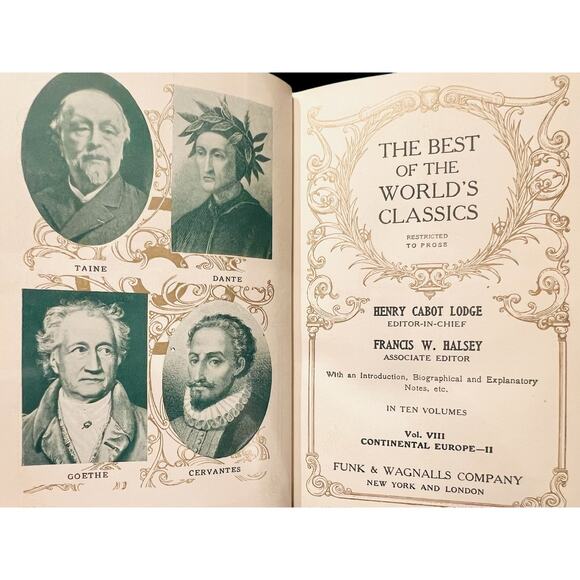 TAINE
DANTE
GOETHE
CERVANTES
THE BEST
OF THE
WORLD'S
CLASSICS
RESTRICTED
TO PROSE
HENRY CABOT LODGE
EDITOR-IN-CHIEF
FRANCIS W. HALSEY
ASSOCIATE EDITOR
With an Introduction, Biographical and Explanatory
Notes, etc.
IN TEN VOLUMES
Vol. VIII
CONTINENTAL EUROPE—II
FUNK & WAGNALLS COMPANY
NEW YORK AND LONDON